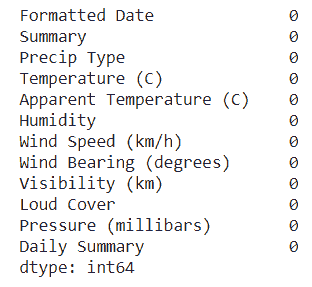 Formatted Date 0
Summary 0
Precip Type 0
Temperature (C) 0
Apparent Temperature (C) 0
Humidity 0
Wind Speed (km/h) 0
Wind Bearing (degrees) 0
Visibility (km) 0
Loud Cover 0
Pressure (millibars) 0
Daily Summary 0
dtype: int64